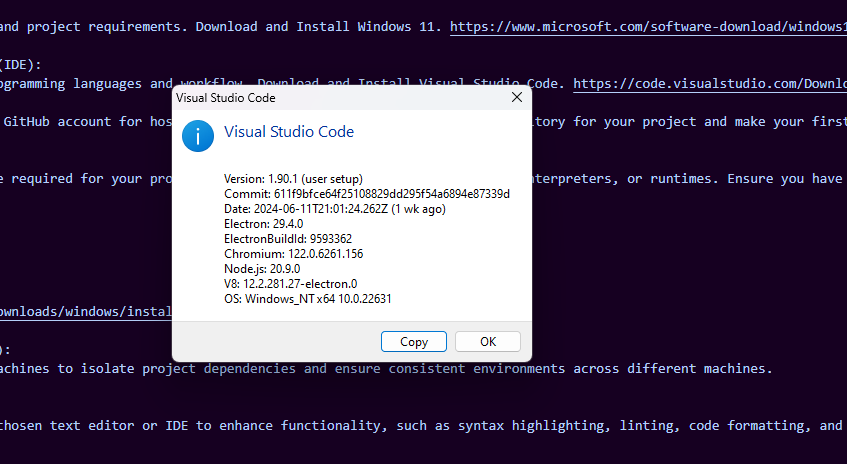 and project requirements. Download and Install Windows 11. https://www.microsoft.com/software-download/windows1
(IDE):
ogramming languages and workflow. Download and Install Visual Studio Code. https://code.visualstudio.com/Downlo
Visual Studio Code
GitHub account for hos
tory for your project and make your first
Visual Studio Code
e required for your pro
nterpreters, or runtimes. Ensure you have
Version: 1.90.1 (user setup)
Commit: 611f9bfce64f25108829dd295f54a6894e87339d
Date: 2024-06-11T21:01:24.262Z (1 wk ago)
Electron: 29.4.0
ElectronBuildId: 9593362
Chromium: 122.0.6261.156
Node.js: 20.9.0
V8: 12.2.281.27-electron.0
OS: Windows_NT x64 10.0.22631
ownloads/windows/instal
Copy
OK
):
achines to isolate project dependencies and ensure consistent environments across different machines.
chosen text editor or IDE to enhance functionality, such as syntax highlighting, linting, code formatting, and